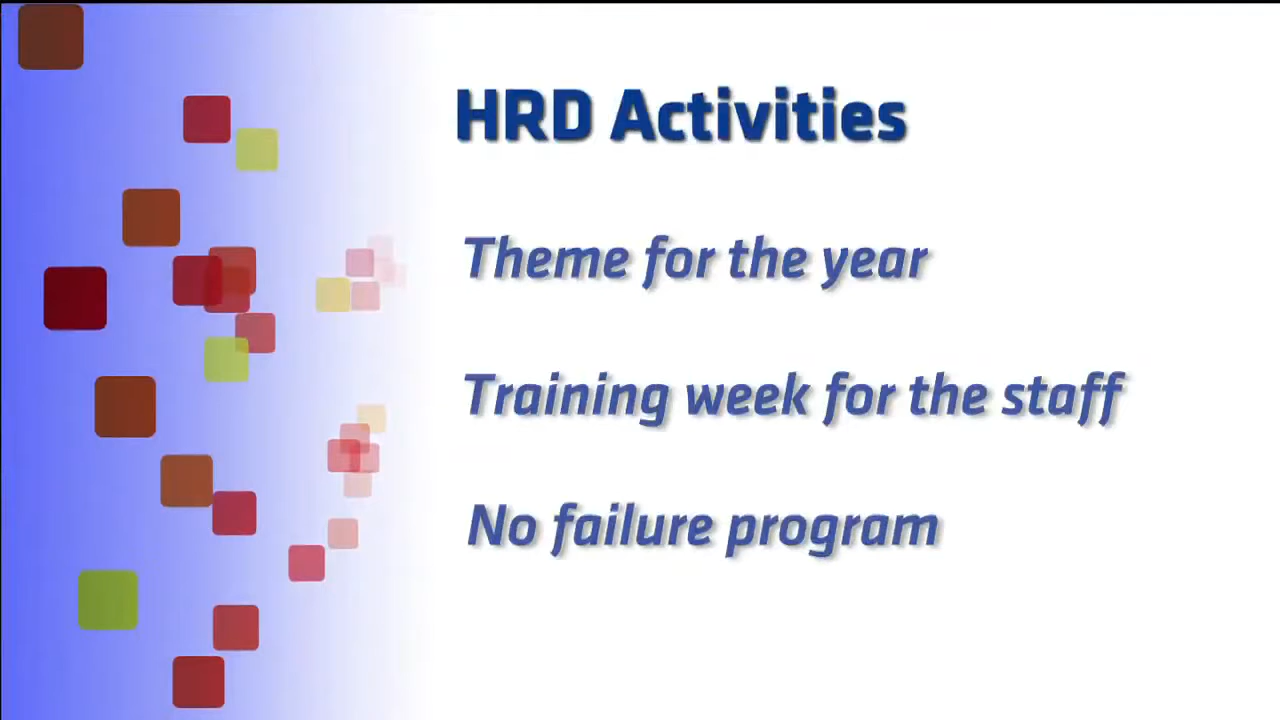 HRD Activities
Theme for the year
Training week for the staff
No failure program